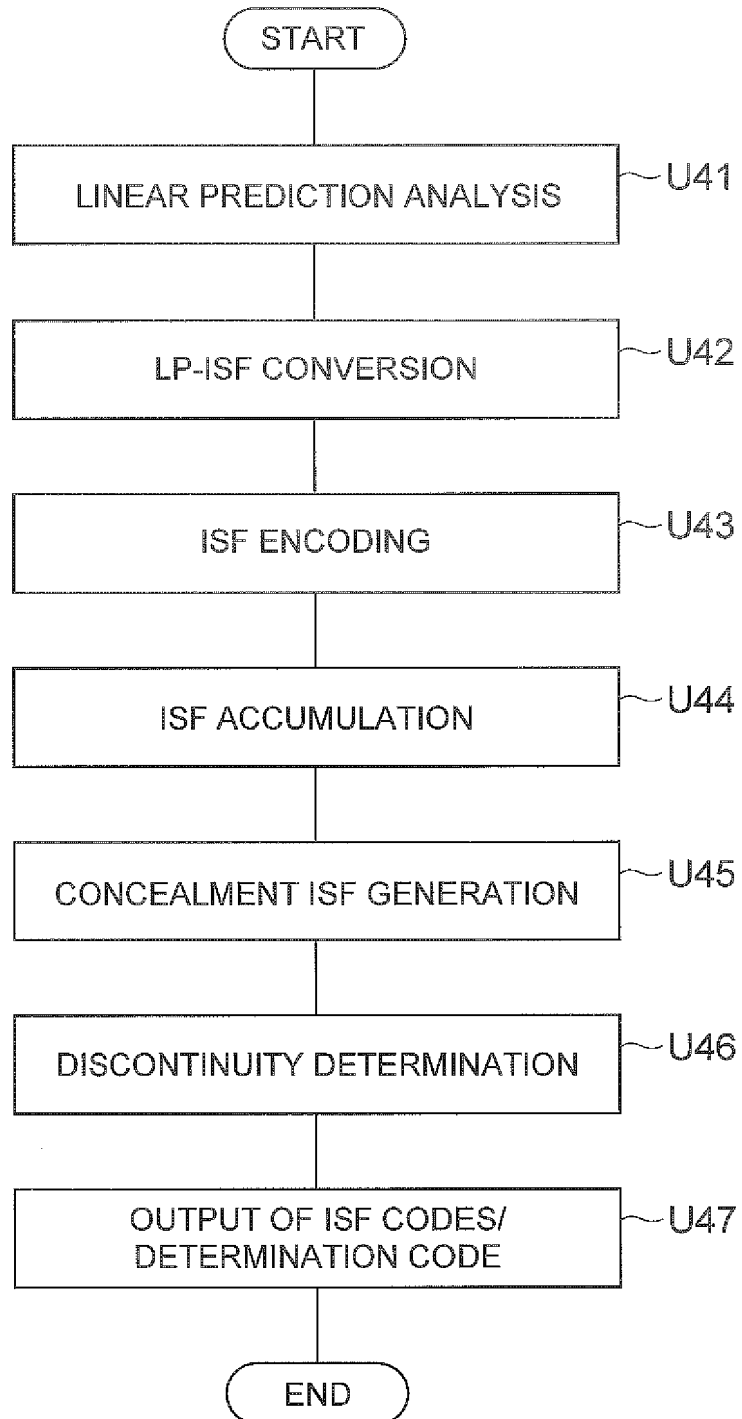 START
LINEAR PREDICTION ANALYSIS
U41
LP-ISF CONVERSION
U42
ISF ENCODING
U43
ISF ACCUMULATION
U44
CONCEALMENT ISF GENERATION
U45
DISCONTINUITY DETERMINATION
U46
OUTPUT OF ISF CODES/
DETERMINATION CODE
U47
END